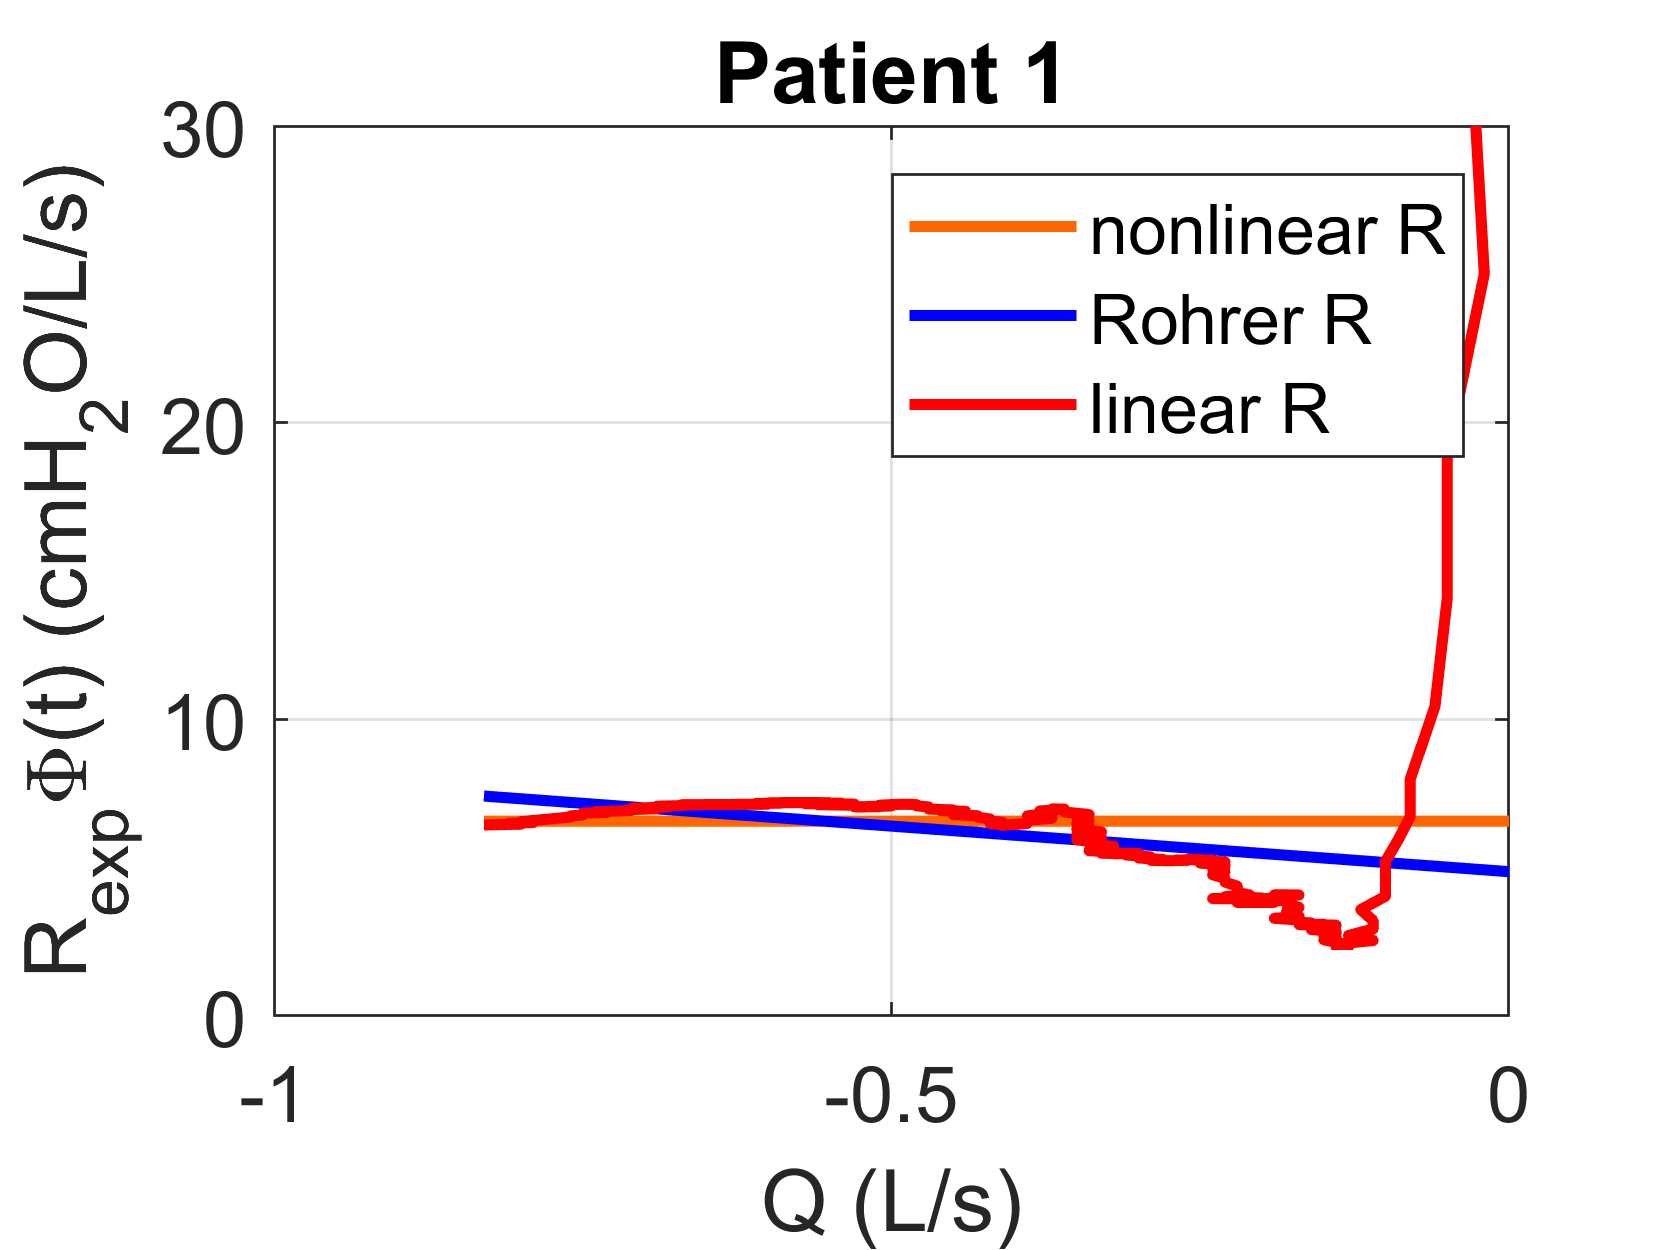 Patient 1
R_exp Φ(t) (cmH_2O/L/s)
30
20
10
0
nonlinear R
Rohrer R
linear R
-1
-0.5
0
Q (L/s)